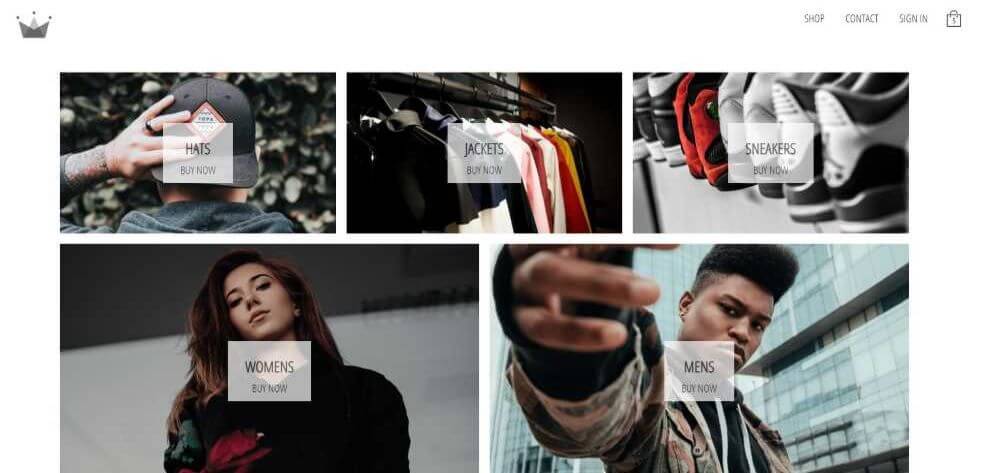 SHOP CONTACT SIGN IN 5
HATS
BUY NOW
JACKETS
BUY NOW
SNEAKERS
BUY NOW
WOMENS
BUY NOW
MENS
BUY NOW